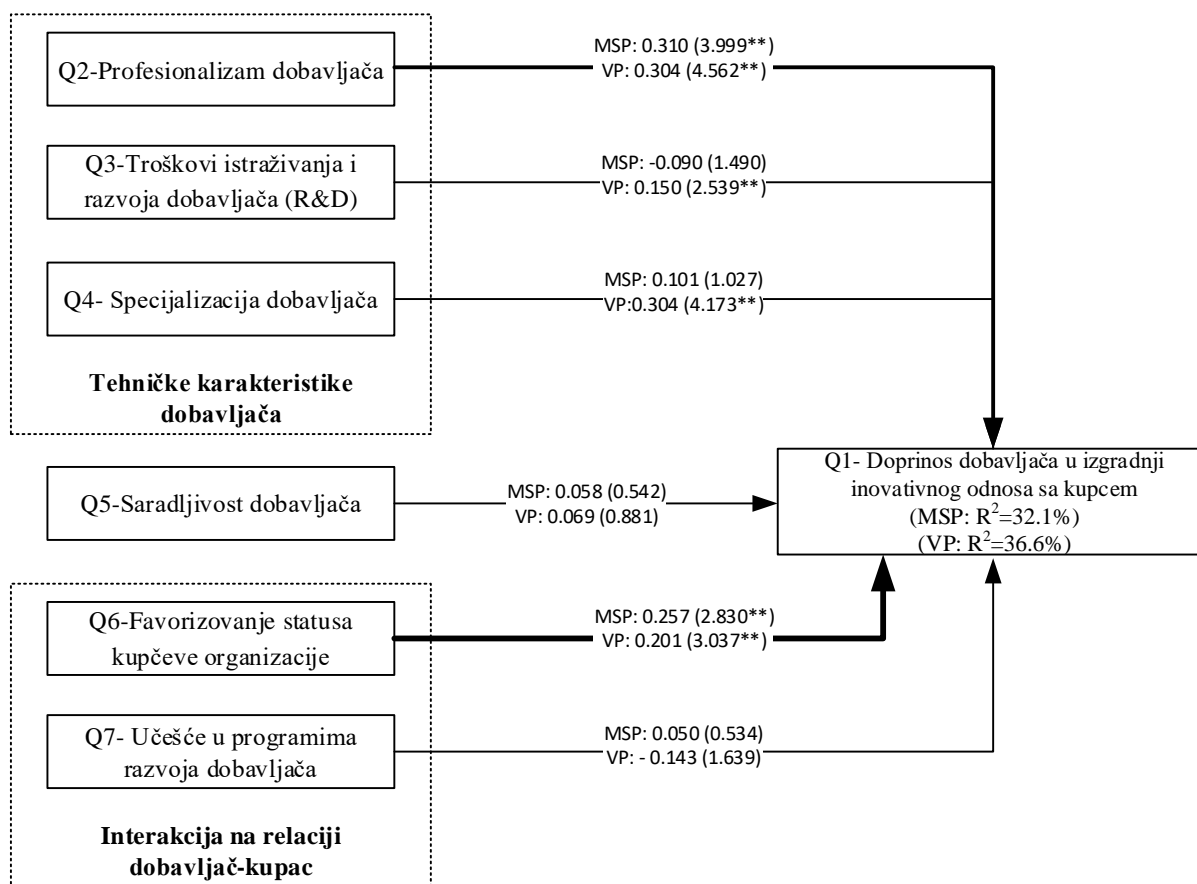 Q2-Profesionalizam dobavljača
MSP: 0.310 (3.999**)
VP: 0.304 (4.562**)
Q3-Troškovi istraživanja i
razvoja dobavljača (R&D)
MSP: -0.090 (1.490)
VP: 0.150 (2.539**)
Q4- Specijalizacija dobavljača
MSP: 0.101 (1.027)
VP:0.304 (4.173**)
Tehničke karakteristike
dobavljača
Q5-Saradljivost dobavljača
MSP: 0.058 (0.542)
VP: 0.069 (0.881)
Q1- Doprinos dobavljača u izgradnji
inovativnog odnosa sa kupcem
(MSP: R²=32.1%)
(VP: R²=36.6%)
Q6-Favorizovanje statusa
kupčeve organizacije
MSP: 0.257 (2.830**)
VP: 0.201 (3.037**)
Q7- Učešće u programima
razvoja dobavljača
MSP: 0.050 (0.534)
VP: - 0.143 (1.639)
Interakcija na relaciji
dobavljač-kupac